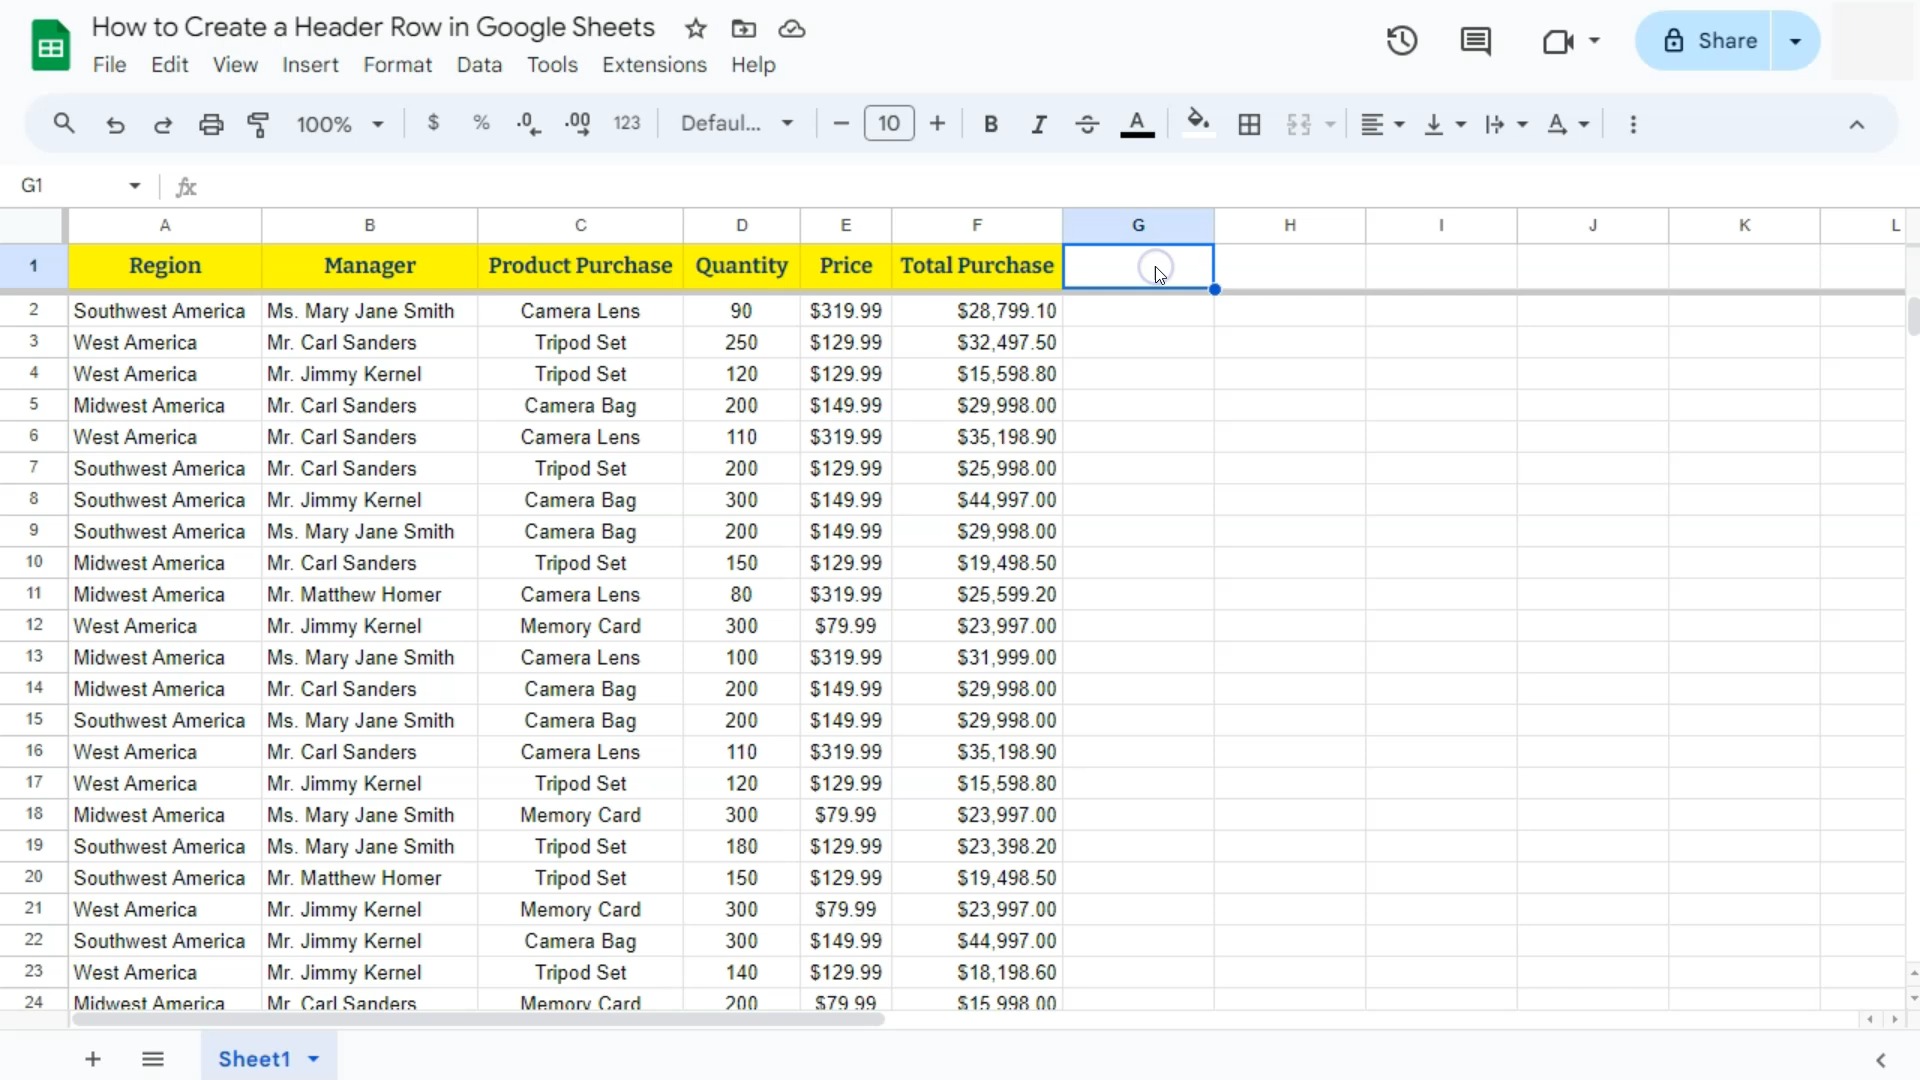 How to Create a Header Row in Google Sheets
File Edit View Insert Format Data Tools Extensions Help
Share
100% $ % .0 .00 123 Defaul... 10 B I A A
G1 fx
A B C D E F G H I J K L
1 Region Manager Product Purchase Quantity Price Total Purchase
2 Southwest America Ms. Mary Jane Smith Camera Lens 90 $319.99 $28,799.10
3 West America Mr. Carl Sanders Tripod Set 250 $129.99 $32,497.50
4 West America Mr. Jimmy Kernel Tripod Set 120 $129.99 $15,598.80
5 Midwest America Mr. Carl Sanders Camera Bag 200 $149.99 $29,998.00
6 West America Mr. Carl Sanders Camera Lens 110 $319.99 $35,198.90
7 Southwest America Mr. Carl Sanders Tripod Set 200 $129.99 $25,998.00
8 Southwest America Mr. Jimmy Kernel Camera Bag 300 $149.99 $44,997.00
9 Southwest America Ms. Mary Jane Smith Camera Bag 200 $149.99 $29,998.00
10 Midwest America Mr. Carl Sanders Tripod Set 150 $129.99 $19,498.50
11 Midwest America Mr. Matthew Homer Camera Lens 80 $319.99 $25,599.20
12 West America Mr. Jimmy Kernel Memory Card 300 $79.99 $23,997.00
13 Midwest America Ms. Mary Jane Smith Camera Lens 100 $319.99 $31,999.00
14 Midwest America Mr. Carl Sanders Camera Bag 200 $149.99 $29,998.00
15 Southwest America Ms. Mary Jane Smith Camera Bag 200 $149.99 $29,998.00
16 West America Mr. Carl Sanders Camera Lens 110 $319.99 $35,198.90
17 West America Mr. Jimmy Kernel Tripod Set 120 $129.99 $15,598.80
18 Midwest America Ms. Mary Jane Smith Memory Card 300 $79.99 $23,997.00
19 Southwest America Ms. Mary Jane Smith Tripod Set 180 $129.99 $23,398.20
20 Southwest America Mr. Matthew Homer Tripod Set 150 $129.99 $19,498.50
21 West America Mr. Jimmy Kernel Memory Card 300 $79.99 $23,997.00
22 Southwest America Mr. Jimmy Kernel Camera Bag 300 $149.99 $44,997.00
23 West America Mr. Jimmy Kernel Tripod Set 140 $129.99 $18,198.60
24 Midwest America Mr. Carl Sanders Memory Card 200 $79.99 $15,998.00
Sheet1